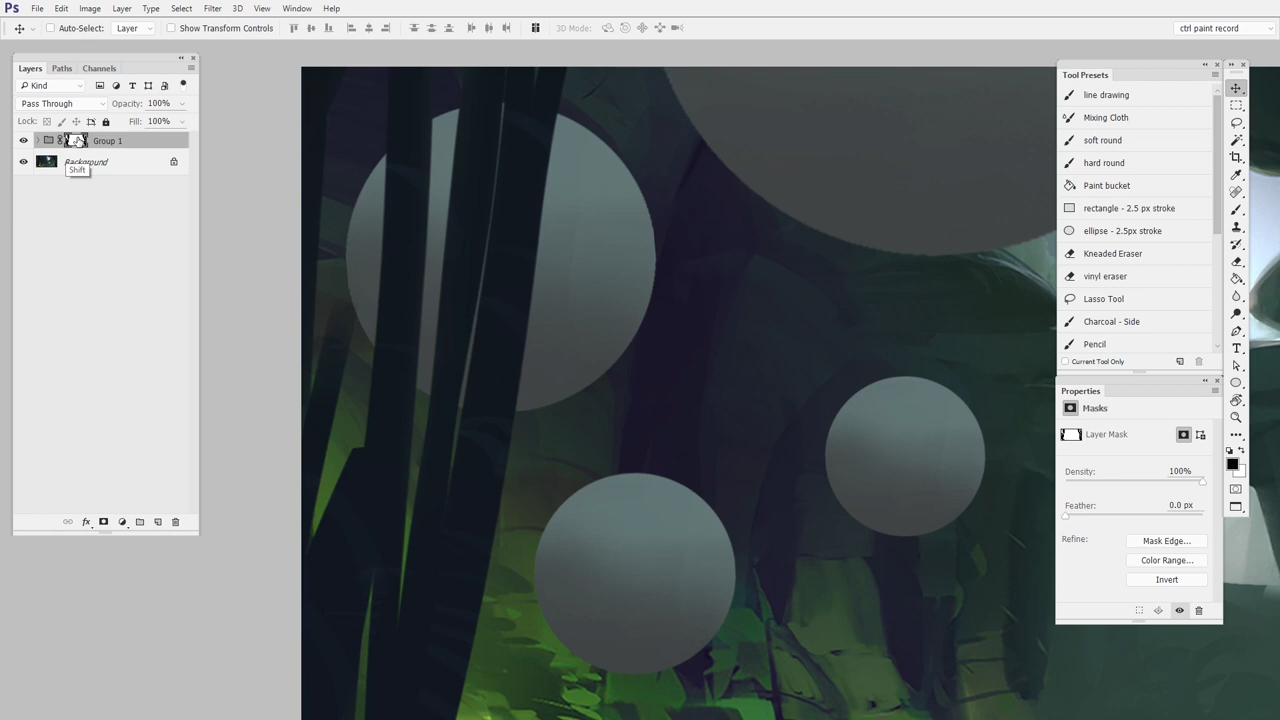 Ps File Edit Image Layer Type Select Filter 3D View Window Help
Auto-Select: Layer Show Transform Controls 3D Mode: ctrl paint record
Layers Paths Channels
Kind
Pass Through Opacity: 100%
Lock: Fill: 100%
Group 1
Background
Shift
fx
Tool Presets
line drawing
Mixing Cloth
soft round
hard round
Paint bucket
rectangle - 2.5 px stroke
ellipse - 2.5px stroke
Kneaded Eraser
vinyl eraser
Lasso Tool
Charcoal - Side
Pencil
Current Tool Only
Properties
Masks
Layer Mask
Density: 100%
Feather: 0.0 px
Refine: Mask Edge...
Color Range...
Invert